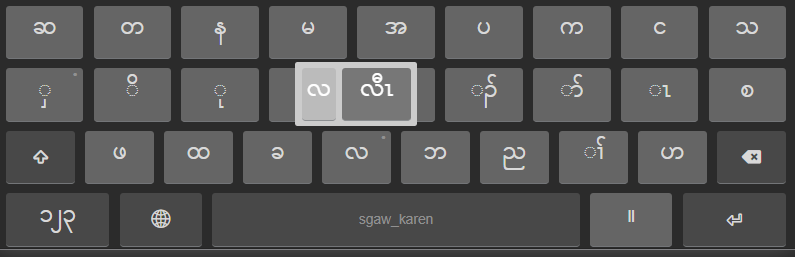 ဆ တ န မ အ ပ က င သ
ှ ိ ု လ လီၤ ၣ် ာ် ၤ စ
ဖ ထ ခ လ ဘ ည ါ ဟ
၁၂၃ sgaw_karen ။